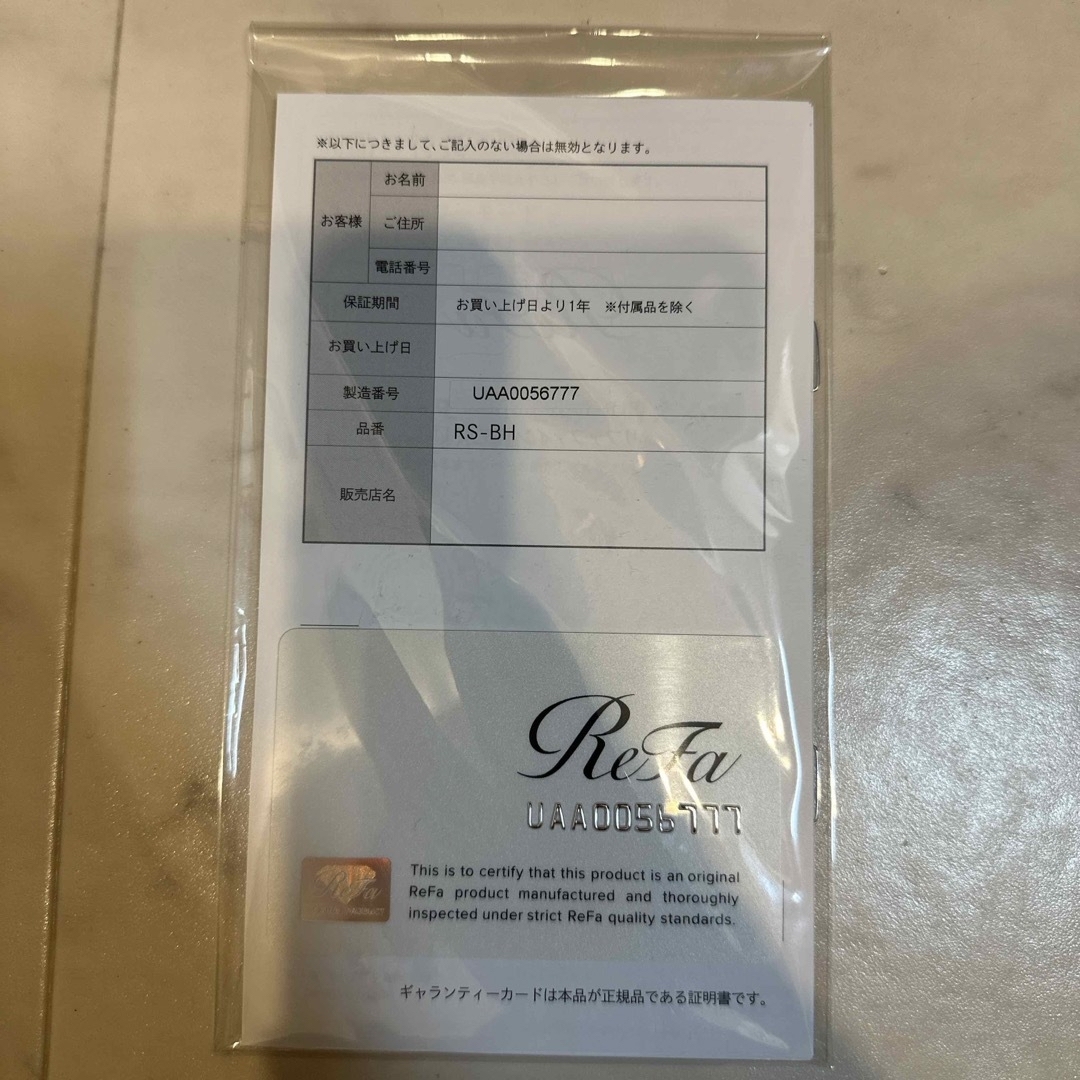 ※以下につきまして、ご記入のない場合は無効となります。
お客様
お名前
ご住所
電話番号
保証期間 お買い上げ日より1年 ※付属品を除く
お買い上げ日
製造番号 UAA0056777
品番 RS-BH
販売店名
ReFa
UAA0056777
This is to certify that this product is an original
ReFa product manufactured and thoroughly
inspected under strict ReFa quality standards.
ReFa
PRODUCT
ギャランティーカードは本品が正規品である証明書です。